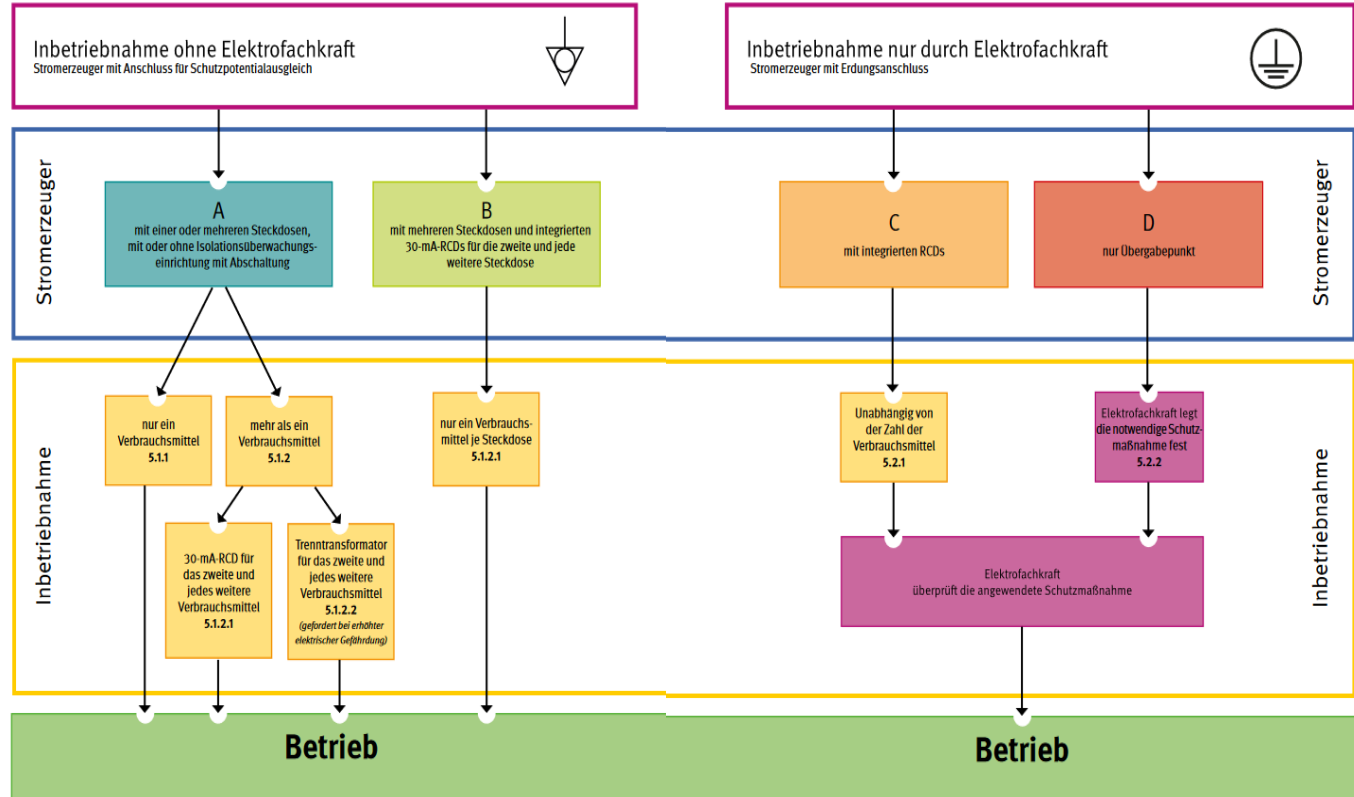 Inbetriebnahme ohne Elektrofachkraft
Stromerzeuger mit Anschluss für Schutzpotentialausgleich
Inbetriebnahme nur durch Elektrofachkraft
Stromerzeuger mit Erdungsanschluss
Stromerzeuger
A
mit einer oder mehreren Steckdosen,
mit oder ohne Isolationsüberwachungs-
einrichtung mit Abschaltung
B
mit mehreren Steckdosen und integrierten
30-mA-RCDs für die zweite und jede
weitere Steckdose
C
mit integrierten RCDs
D
nur Übergabepunkt
Stromerzeuger
Inbetriebnahme
nur ein
Verbrauchsmittel
5.1.1
mehr als ein
Verbrauchsmittel
5.1.2
nur ein Verbrauchs-
mittel je Steckdose
5.1.2.1
Unabhängig von
der Zahl der
Verbrauchsmittel
5.2.1
Elektrofachkraft legt
die notwendige Schutz-
maßnahme fest
5.2.2
Inbetriebnahme
30-mA-RCD für
das zweite und
jedes weitere
Verbrauchsmittel
5.1.2.1
Trenntransformator
für das zweite und
jedes weitere
Verbrauchsmittel
5.1.2.2
(gefordert bei erhöhter
elektrischer Gefährdung)
Elektrofachkraft
überprüft die angewendete Schutzmaßnahme
Betrieb
Betrieb